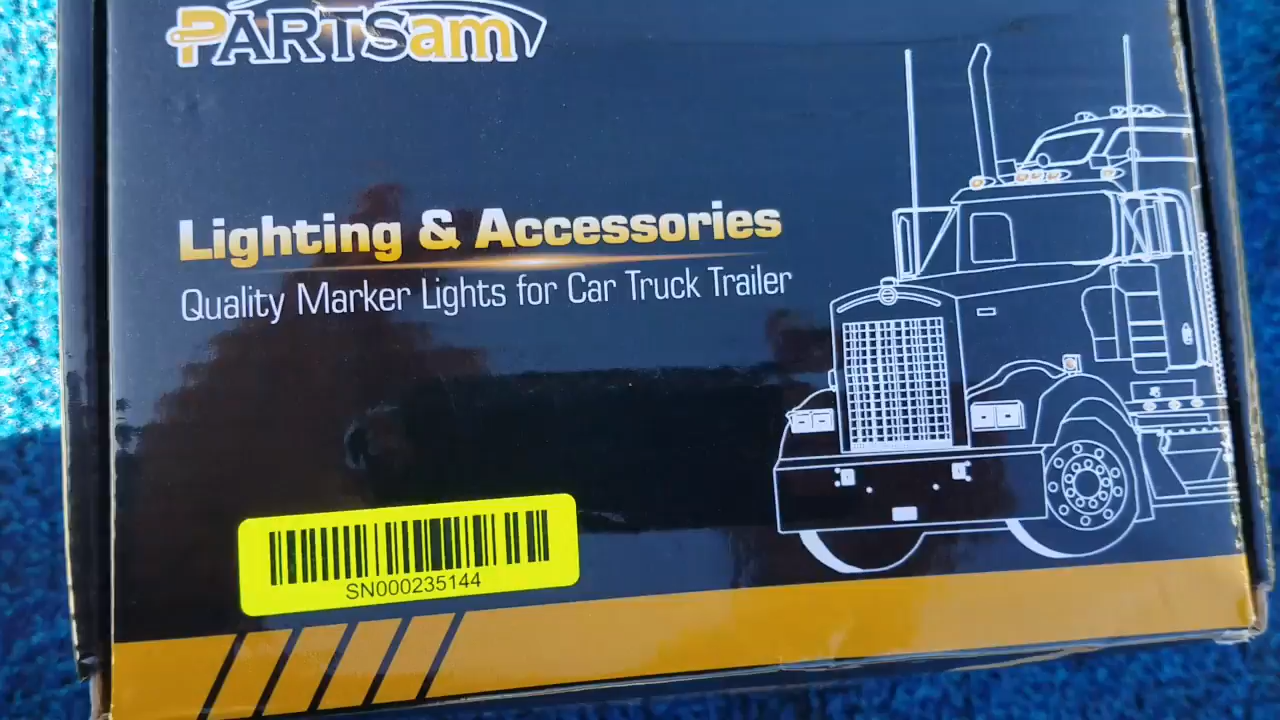 PARTSam
Lighting & Accessories
Quality Marker Lights for Car Truck Trailer
SN000235144